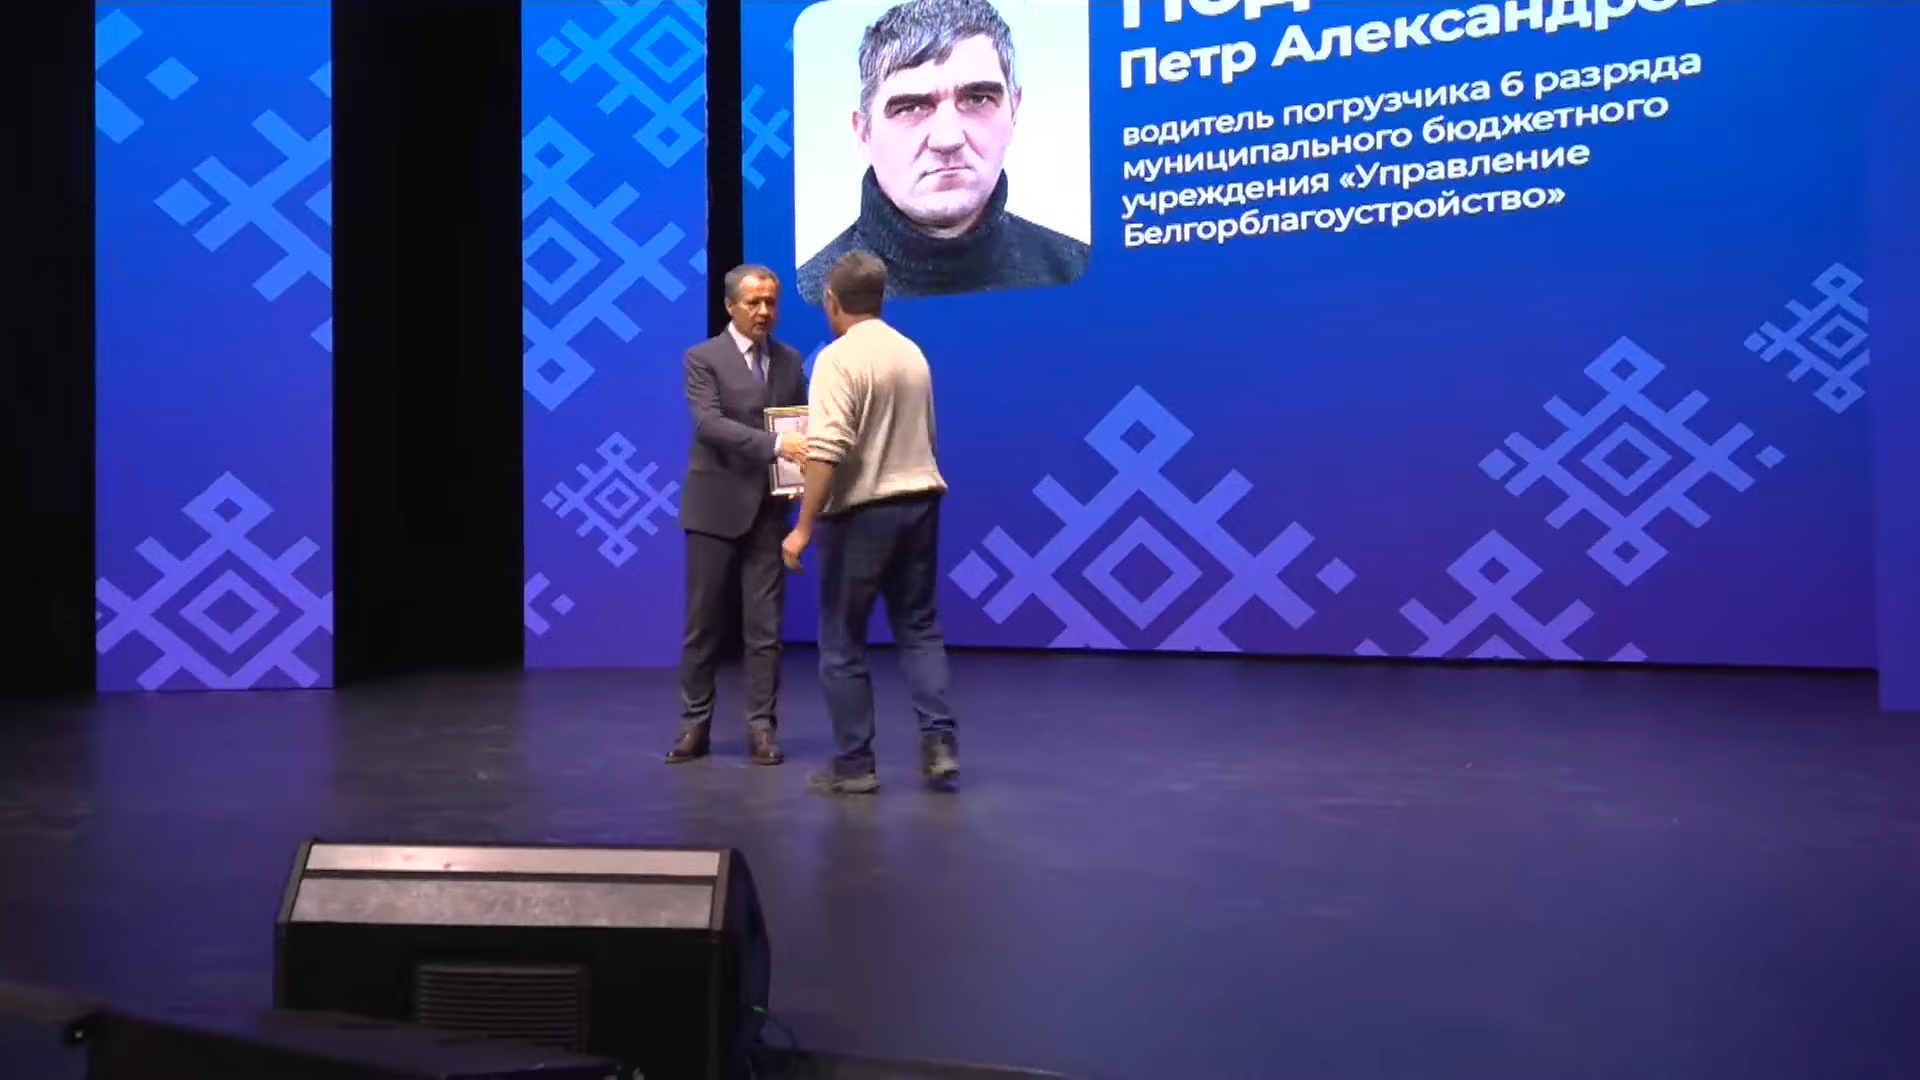 Петр Александров
водитель погрузчика 6 разряда
муниципального бюджетного
учреждения «Управление
Белгорблагоустройство»